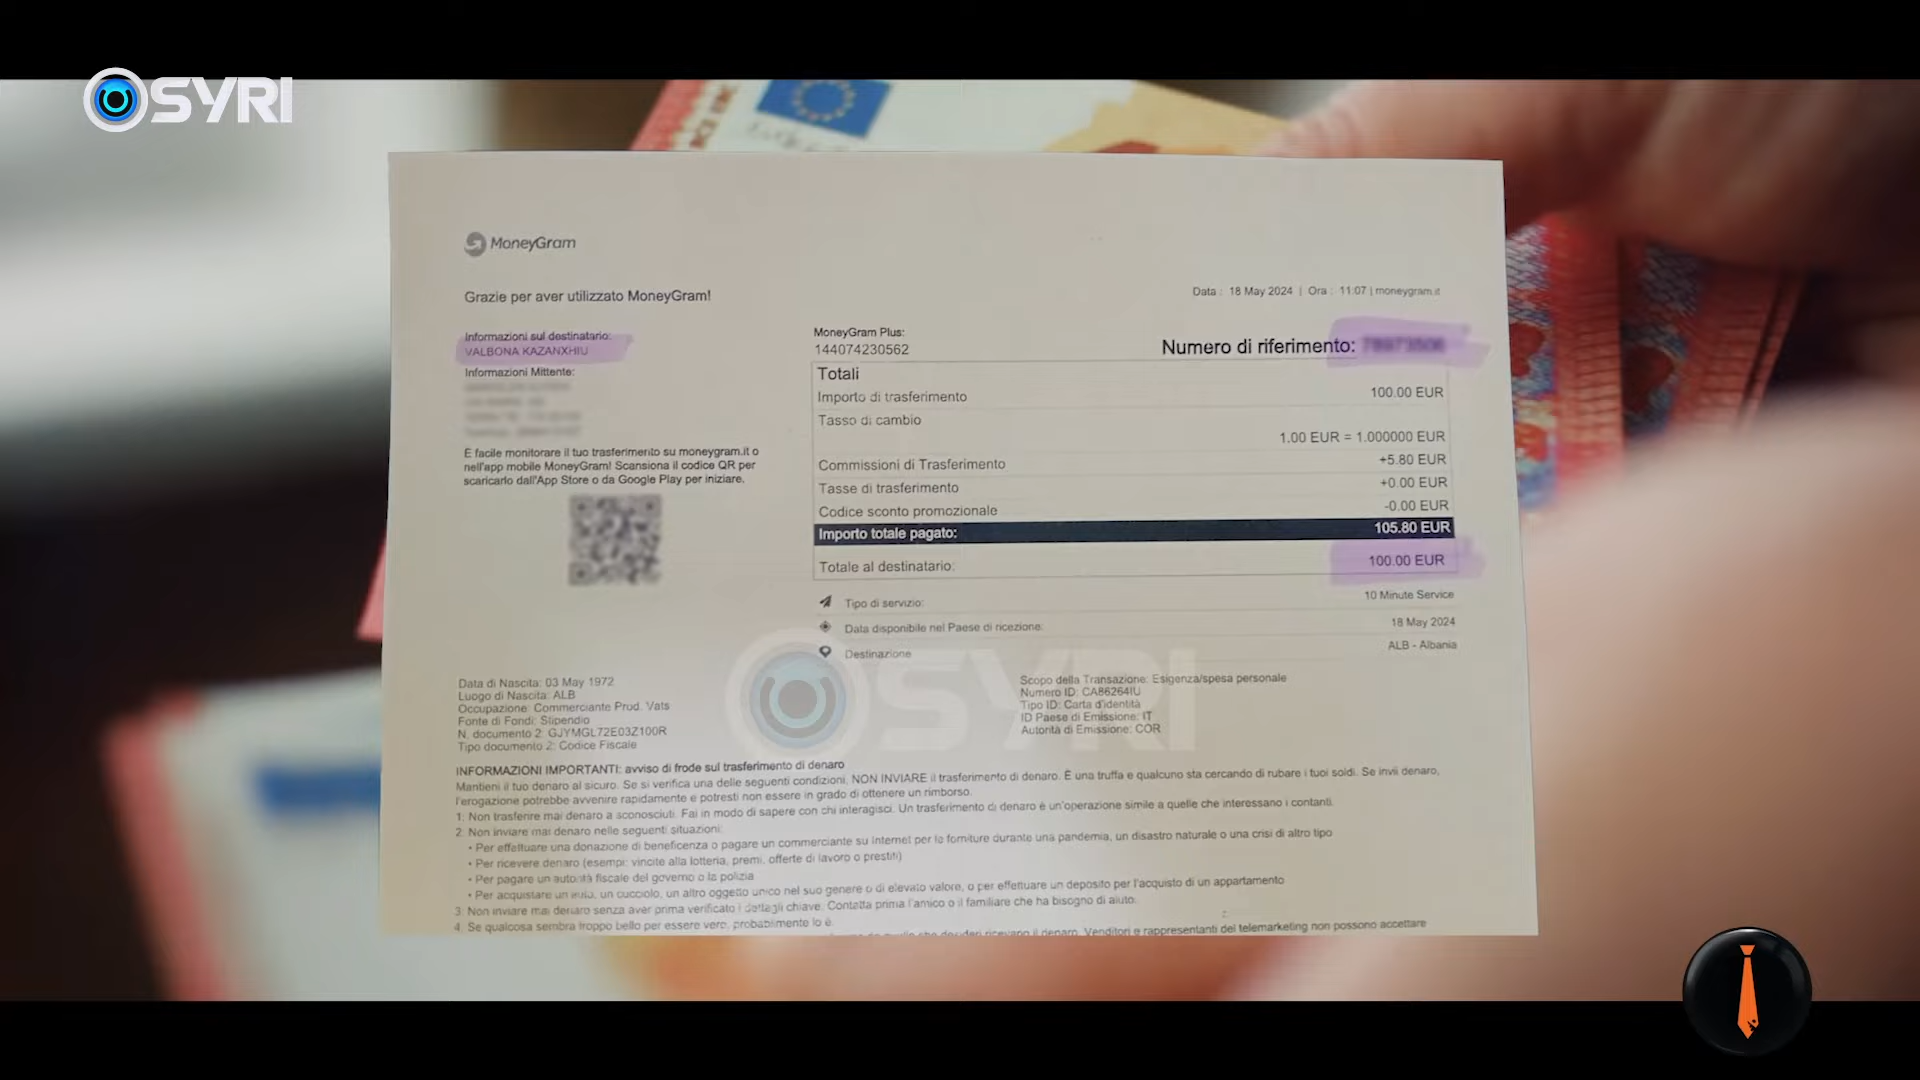 SYRI
MoneyGram
Grazie per aver utilizzato MoneyGram!
Data : 18 May 2024 | Ora : 11:07 | moneygram.it
Informazioni sul destinatario:
VALBONA KAZANXHIU
Informazioni Mittente:
È facile monitorare il tuo trasferimento su moneygram.it o
nell'app mobile MoneyGram! Scansiona il codice QR per
scaricarlo dall'App Store o da Google Play per iniziare.
MoneyGram Plus:
144074230562
Numero di riferimento:
Totali
Importo di trasferimento 100.00 EUR
Tasso di cambio
1.00 EUR = 1.000000 EUR
Commissioni di Trasferimento +5.80 EUR
Tasse di trasferimento +0.00 EUR
Codice sconto promozionale -0.00 EUR
Importo totale pagato: 105.80 EUR
Totale al destinatario: 100.00 EUR
Tipo di servizio: 10 Minute Service
Data disponibile nel Paese di ricezione: 18 May 2024
Destinazione ALB - Albania
SYRI
Data di Nascita: 03 May 1972
Luogo di Nascita: ALB
Occupazione: Commerciante Prod. Vats
Fonte di Fondi: Stipendio
N. documento 2: GJYMGL72E03Z100R
Tipo documento 2: Codice Fiscale
Scopo della Transazione: Esigenza/spesa personale
Numero ID: CA86264IU
Tipo ID: Carta d'identità
ID Paese di Emissione: IT
Autorità di Emissione: COR
INFORMAZIONI IMPORTANTI: avviso di frode sul trasferimento di denaro
Mantieni il tuo denaro al sicuro. Se si verifica una delle seguenti condizioni, NON INVIARE il trasferimento di denaro. È una truffa e qualcuno sta cercando di rubare i tuoi soldi. Se invii denaro,
l'erogazione potrebbe avvenire rapidamente e potresti non essere in grado di ottenere un rimborso.
1. Non trasferire mai denaro a sconosciuti. Fai in modo di sapere con chi interagisci. Un trasferimento di denaro è un'operazione simile a quelle che interessano i contanti.
2. Non inviare mai denaro nelle seguenti situazioni:
• Per effettuare una donazione di beneficenza o pagare un commerciante su Internet per le forniture durante una pandemia, un disastro naturale o una crisi di altro tipo
• Per ricevere denaro (esempi: vincite alla lotteria, premi, offerte di lavoro o prestiti)
• Per pagare un autorità fiscale del governo o la polizia
• Per acquistare un auto, un cucciolo, un altro oggetto unico nel suo genere o di elevato valore, o per effettuare un deposito per l'acquisto di un appartamento
3. Non inviare mai denaro senza aver prima verificato i dettagli chiave. Contatta prima l'amico o il familiare che ha bisogno di aiuto.
4. Se qualcosa sembra troppo bello per essere vero, probabilmente lo è.
desideri ricevano il denaro. Venditori e rappresentanti del telemarketing non possono accettare